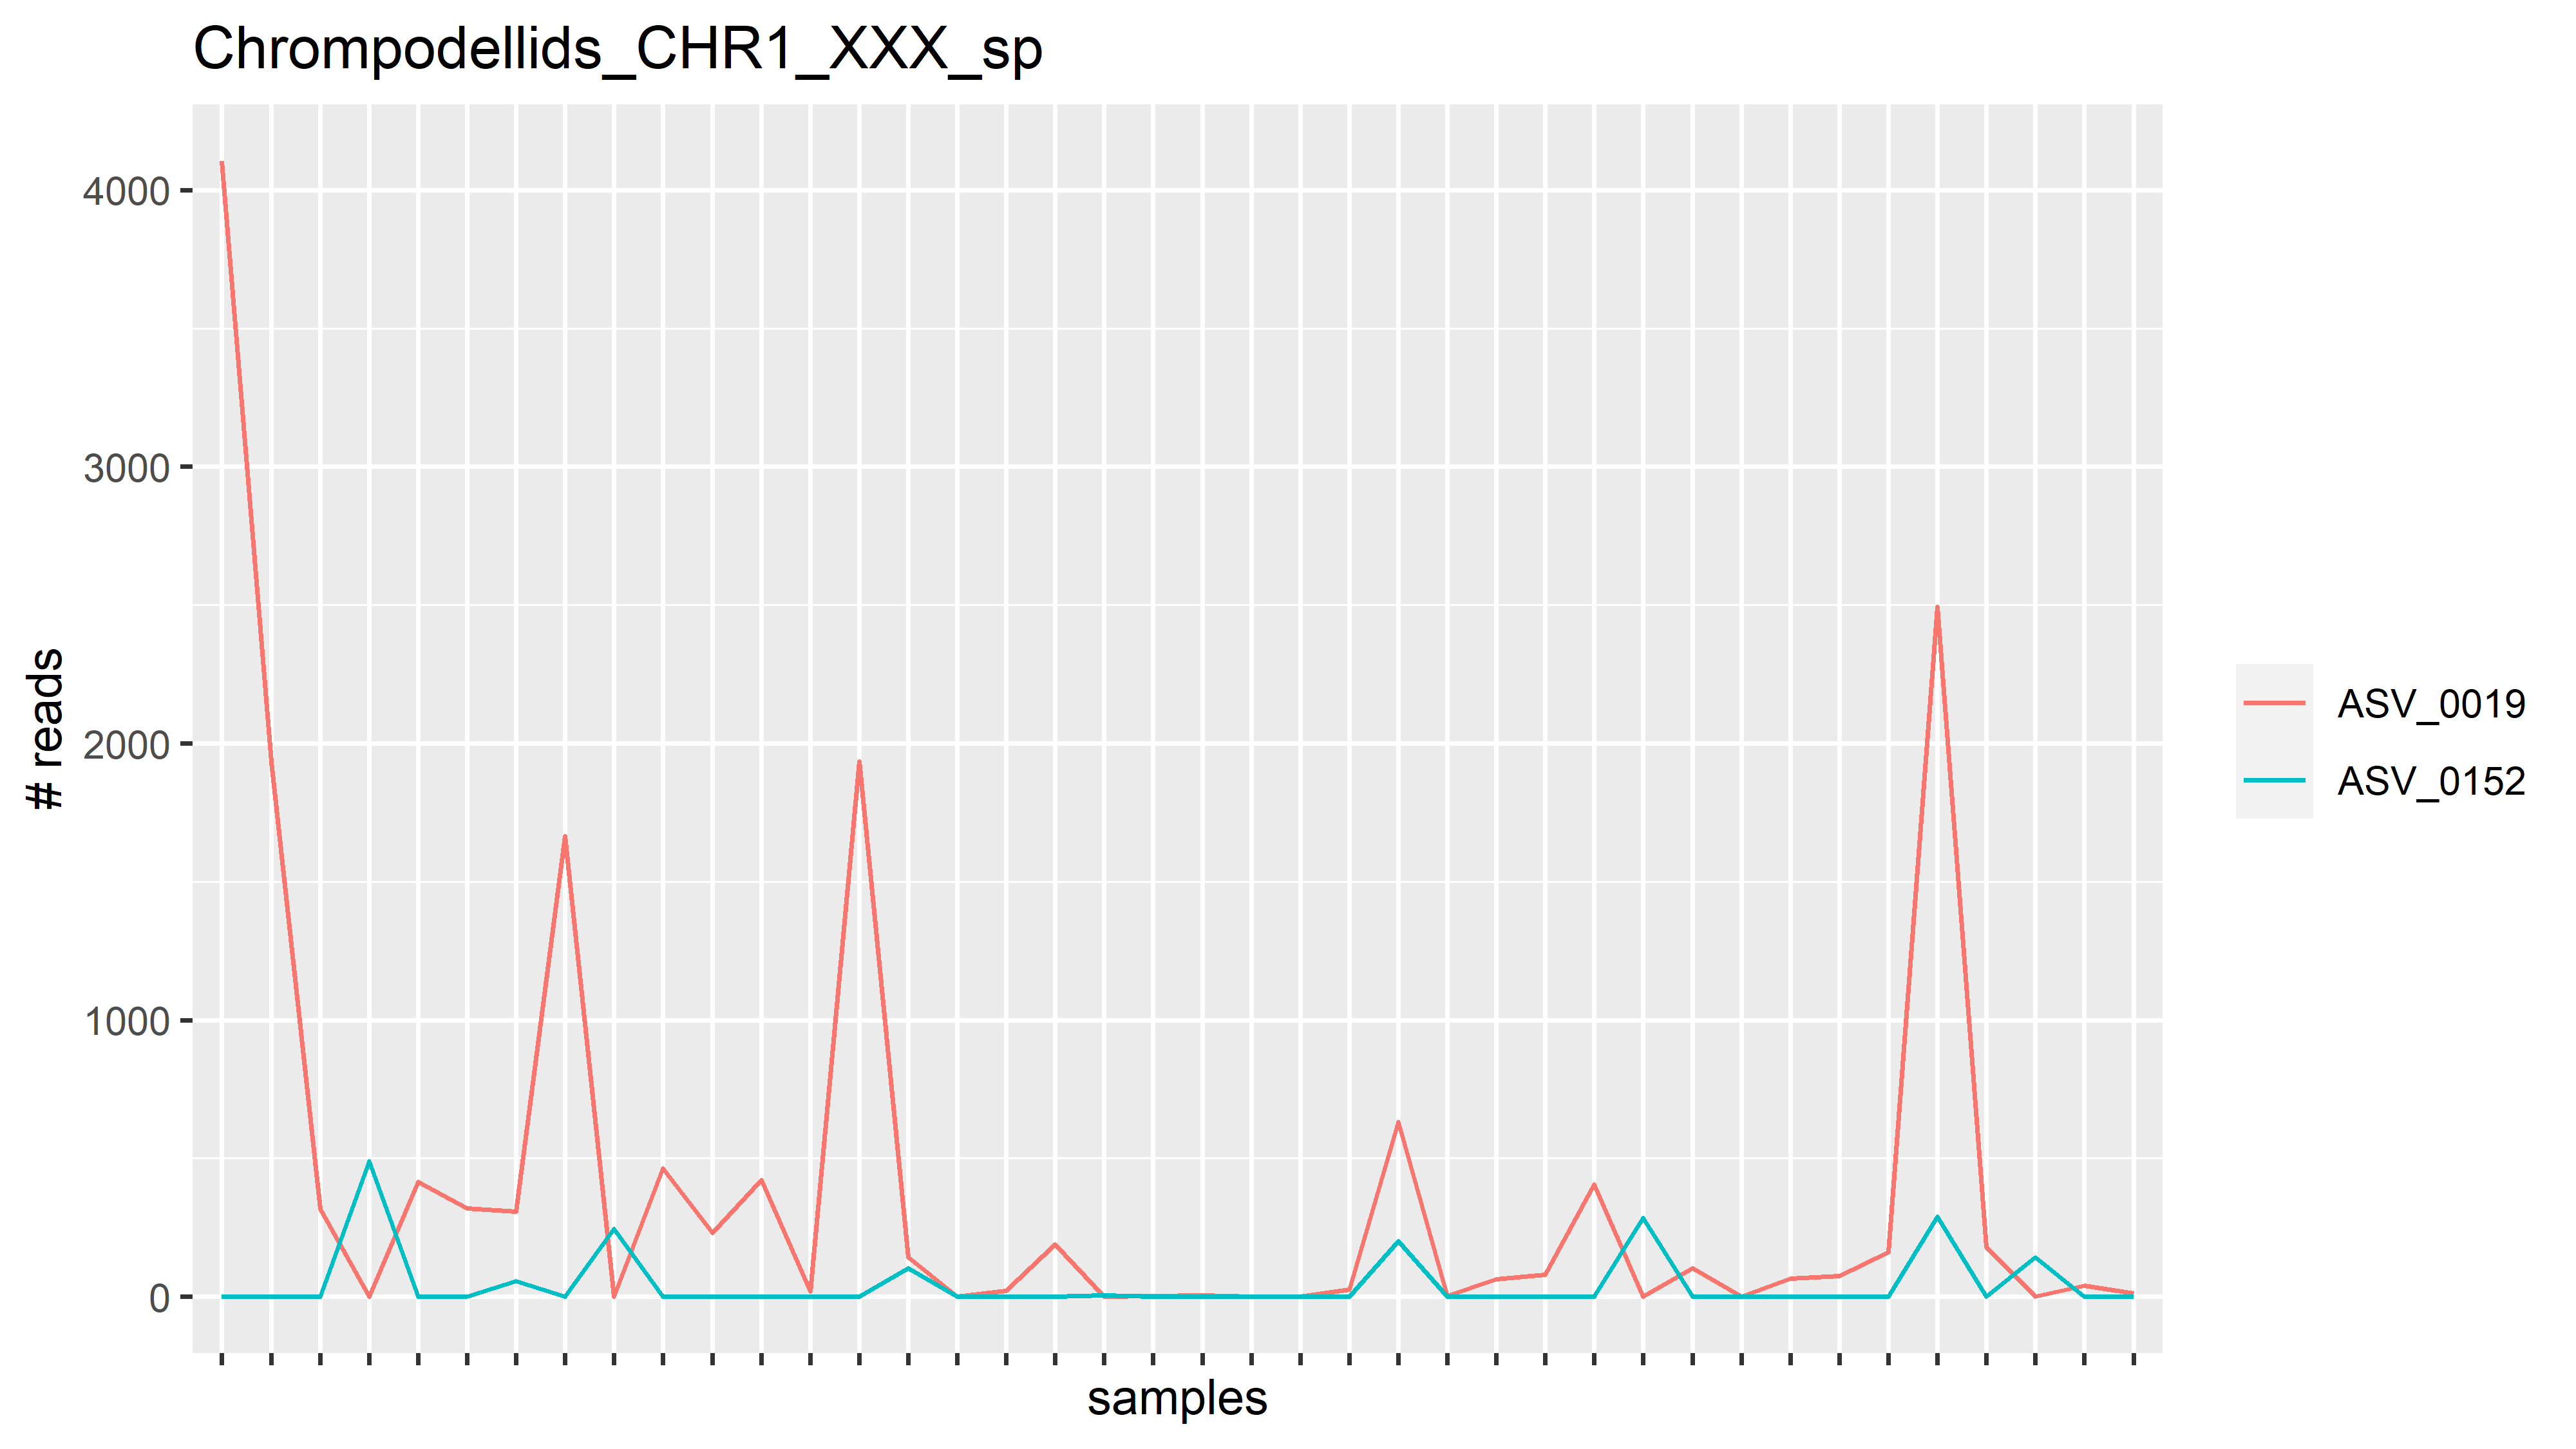 Chrompodellids_CHR1_XXX_sp
4000
3000
2000
1000
0
# reads
samples
ASV_0019
ASV_0152